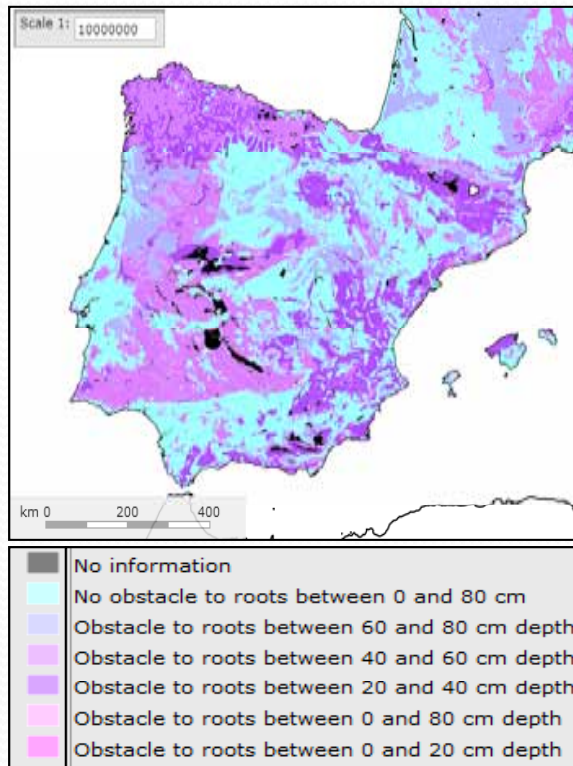 Scale 1: 10000000
km 0 200 400
No information
No obstacle to roots between 0 and 80 cm
Obstacle to roots between 60 and 80 cm depth
Obstacle to roots between 40 and 60 cm depth
Obstacle to roots between 20 and 40 cm depth
Obstacle to roots between 0 and 80 cm depth
Obstacle to roots between 0 and 20 cm depth